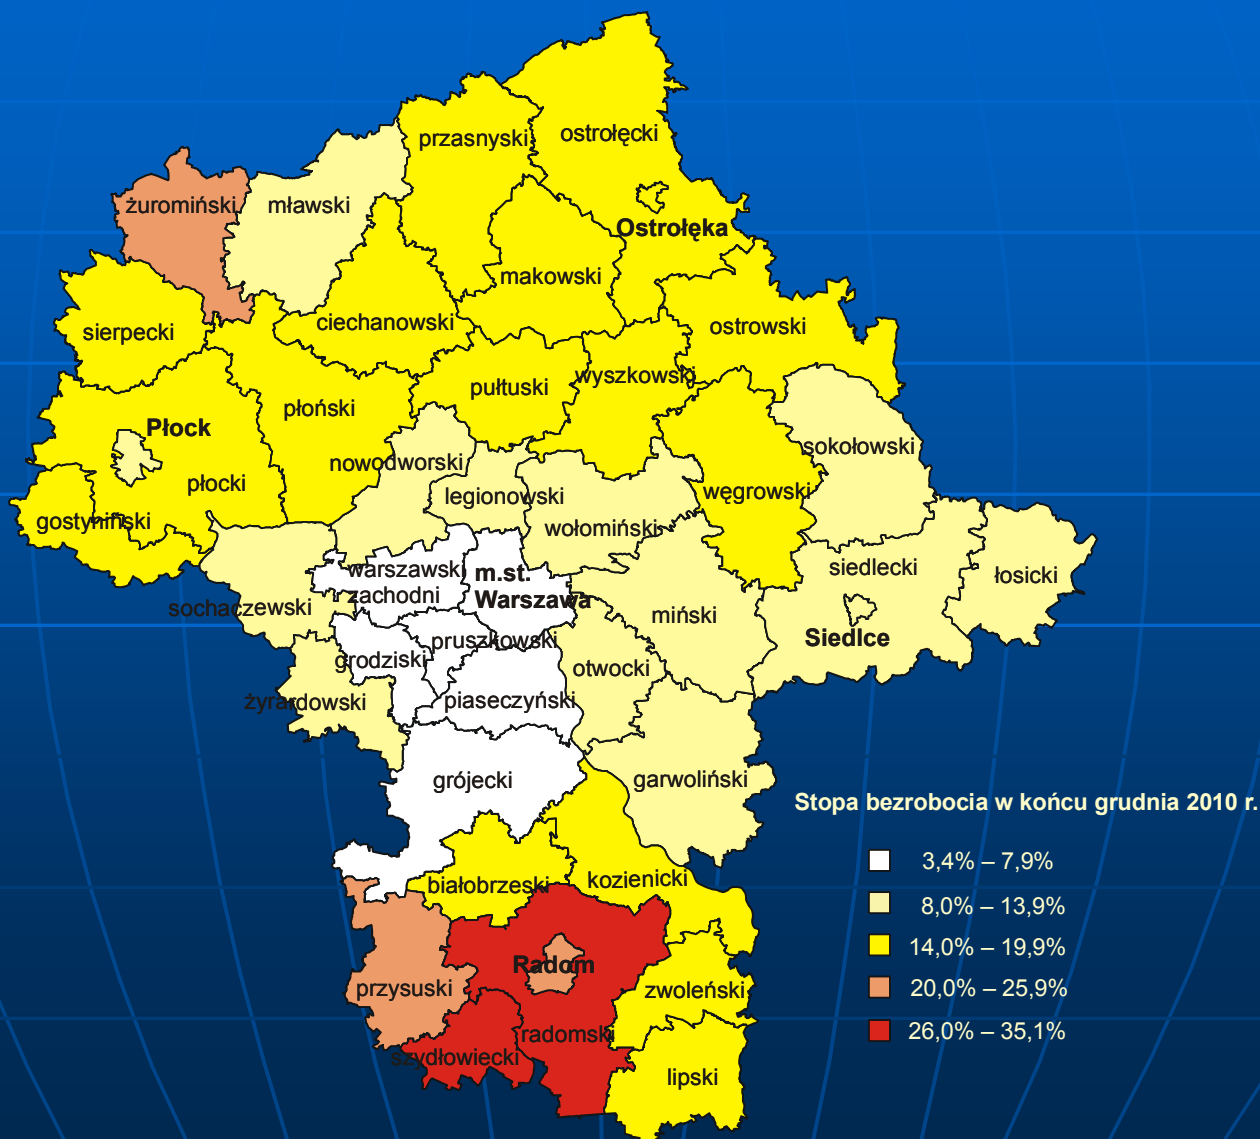 przasnyski
ostrołęcki
żuromiński
mławski
Ostrołęka
makowski
sierpecki
ciechanowski
ostrowski
pułtuski
wyszkowski
płoński
Płock
sokołowski
nowodworski
płocki
legionowski
węgrowski
gostyniński
wołomiński
warszawski
zachodni
m.st.
Warszawa
siedlecki
łosicki
sochaczewski
miński
Siedlce
pruszkowski
grodziski
otwocki
żyrardowski
piaseczyński
grójecki
garwoliński
Stopa bezrobocia w końcu grudnia 2010 r.
3,4% – 7,9%
8,0% – 13,9%
14,0% – 19,9%
20,0% – 25,9%
26,0% – 35,1%
białobrzeski
kozienicki
Radom
przysuski
zwoleński
radomski
szydłowiecki
lipski